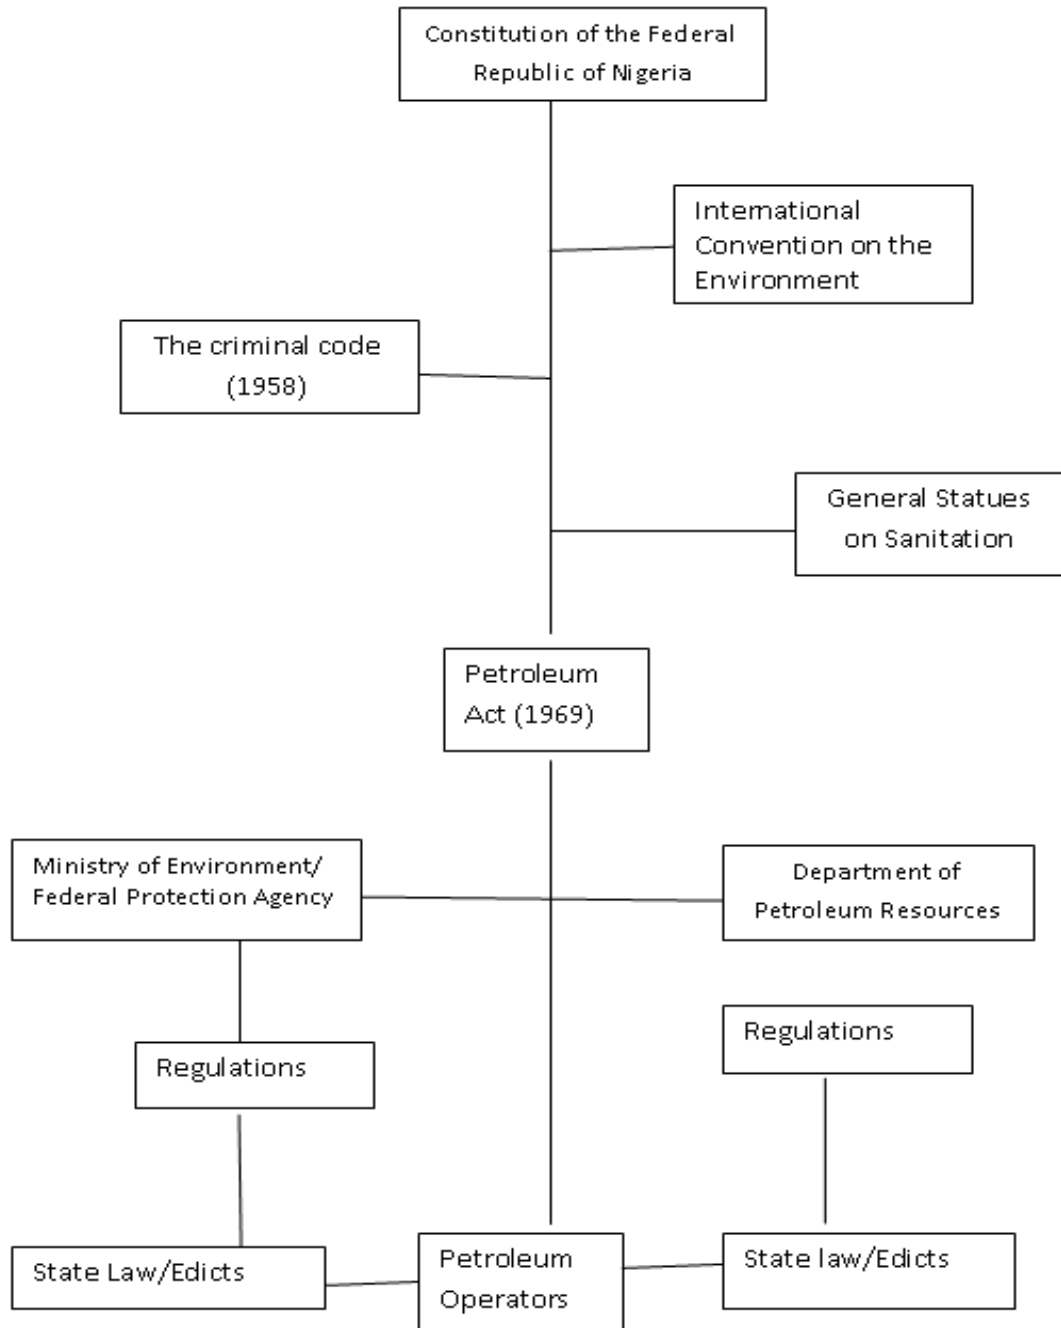 Constitution of the Federal
Republic of Nigeria
International
Convention on the
Environment
The criminal code
(1958)
General Statues
on Sanitation
Petroleum
Act (1969)
Ministry of Environment/
Federal Protection Agency
Department of
Petroleum Resources
Regulations
Regulations
State Law/Edicts
Petroleum
Operators
State law/Edicts